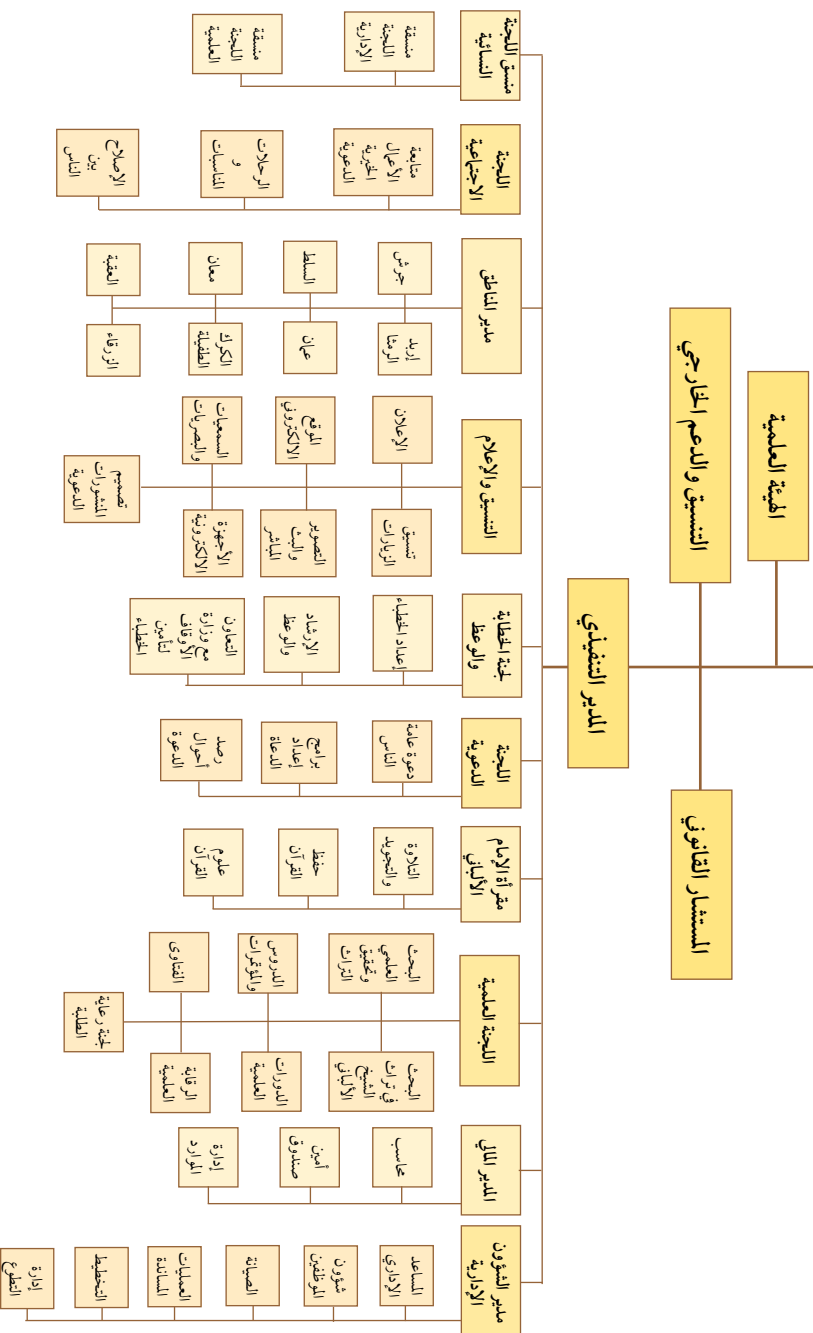 الهيئة العلمية
المستشار القانوني
التنسيق والدعم الخارجي
المدير التنفيذي
مدير الشؤون
الإدارية
المساعد
الإداري
شؤون
الموظفين
الصيانة
العمليات
المساندة
التخطيط
إدارة
التطوع
المدير المالي
محاسب
أمين
صندوق
إدارة
الموارد
اللجنة العلمية
البحث
في تراث
الشيخ
الألباني
البحث
العلمي
وتحقيق
التراث
الدورات
العلمية
الدروس
والمؤتمرات
الرقابة
العلمية
الفتاوى
لجنة رعاية
الطلبة
مقرأة الإمام
الألباني
التلاوة
والتجويد
حفظ
القرآن
علوم
القرآن
اللجنة
الدعوية
دعوة عامة
الناس
برامج
إعداد
الدعاة
رصد
أحوال
الدعوة
لجنة الخطابة
والوعظ
إعداد الخطباء
الإرشاد
والوعظ
التعاون
مع وزارة
الأوقاف
لتأمين
الخطباء
التنسيق والإعلام
تنسيق
الزيارات
الإعلان
التصوير
والبث
المباشر
الموقع
الالكتروني
الأجهزة
الالكترونية
السمعيات
والبصريات
تصميم
المنشورات
الدعوية
مدير المناطق
إربد
الرمثا
جرش
عمان
السلط
الكرك
الطفيلة
معان
الزرقاء
العقبة
اللجنة
الاجتماعية
متابعة
الأعمال
الخيرية
الدعوية
الرحلات
و
المناسبات
الإصلاح
بين
الناس
منسق اللجنة
النسائية
منسقة
اللجنة
الإدارية
منسقة
اللجنة
العلمية